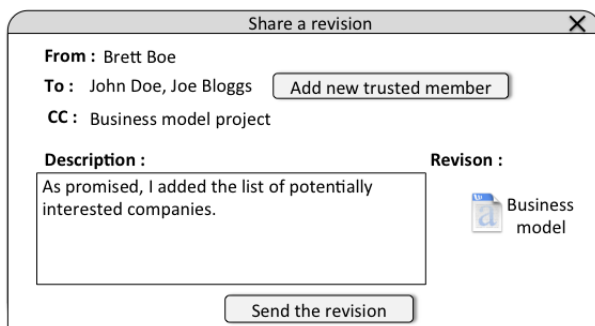 Share a revision
From : Brett Boe
To : John Doe, Joe Bloggs Add new trusted member
CC : Business model project
Description : Revison :
As promised, I added the list of potentially
interested companies.
Business
model
Send the revision